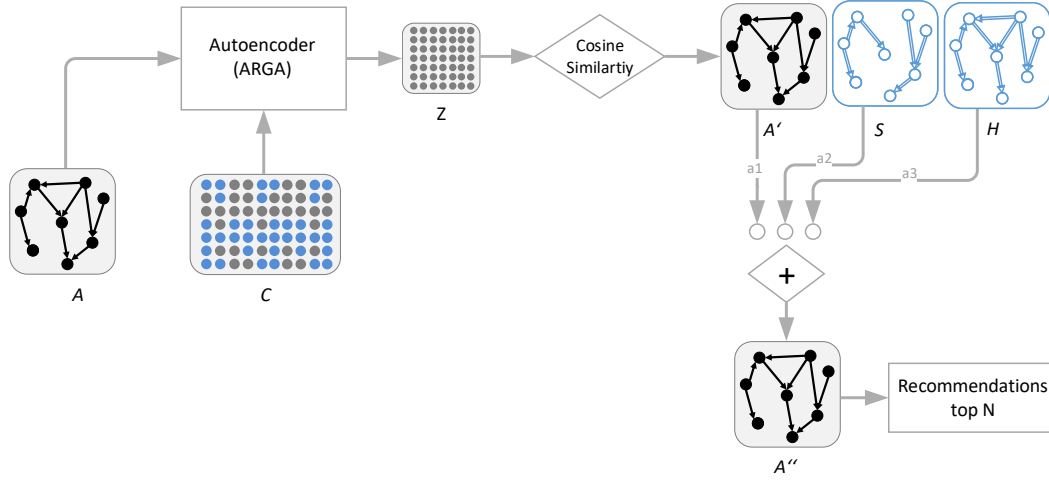 Autoencoder
(ARGA)
Cosine
Similartiy
Z
A‘
S
H
a1
a2
a3
A
C
+
A‘‘
Recommendations
top N